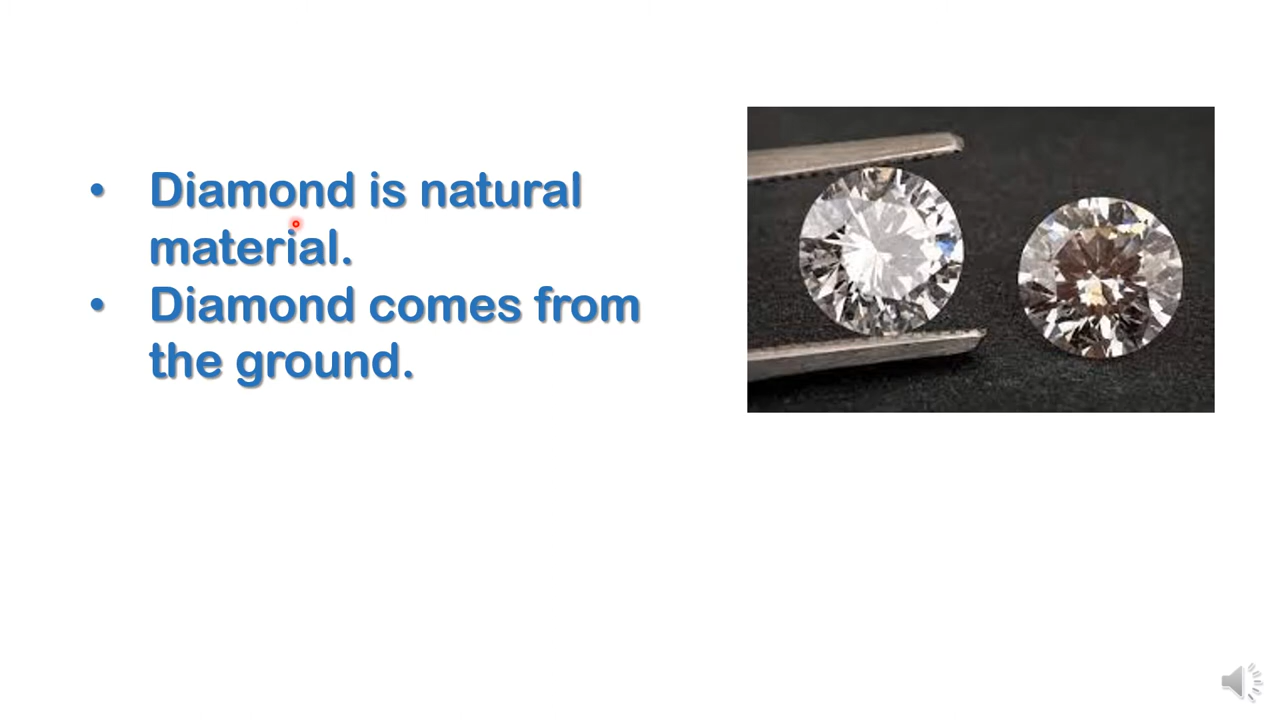 • Diamond is natural
material.
• Diamond comes from
the ground.